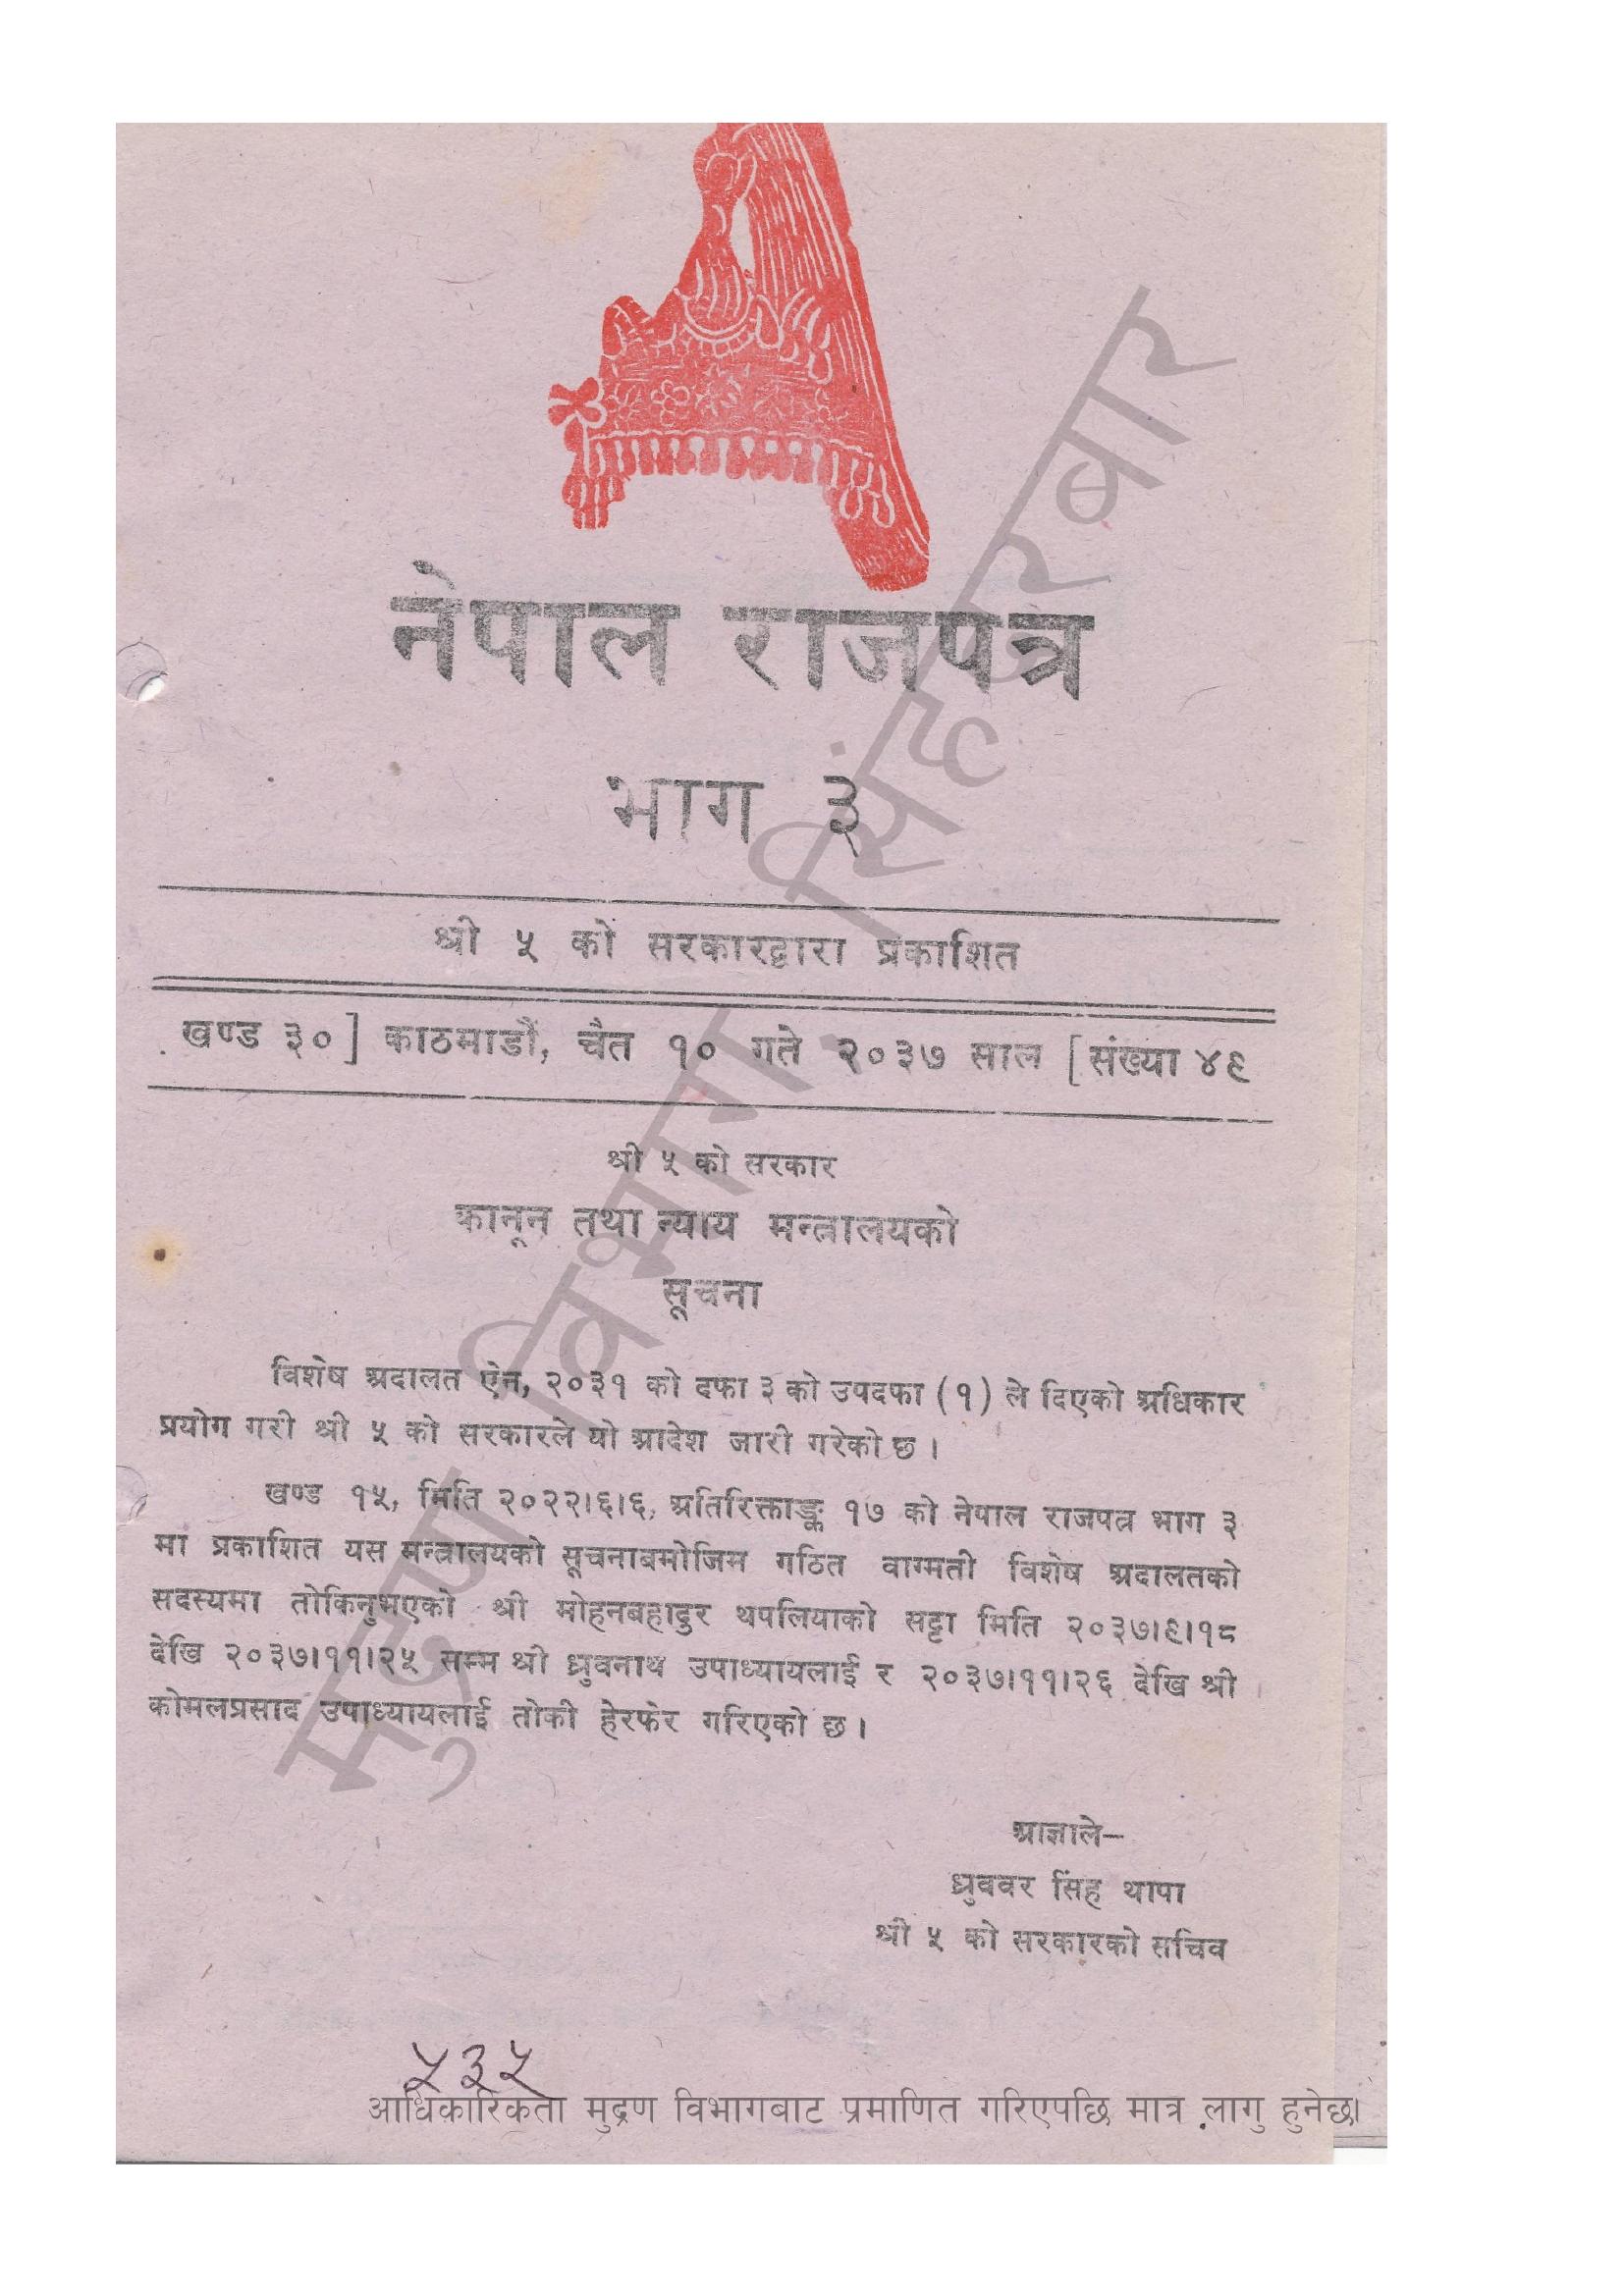 नेपाल राजपत्र
भाग ३
श्री ५ को सरकारद्वारा प्रकाशित
खण्ड ३०] काठमाडौं, चैत १० गते २०३७ साल [संख्या ४९
श्री ५ को सरकार
कानून तथा न्याय मन्त्रालयको
सूचना
विशेष अदालत ऐन, २०३१ को दफा ३ को उपदफा (१) ले दिएको अधिकार
प्रयोग गरी श्री ५ को सरकारले यो आदेश जारी गरेको छ ।
खण्ड १५, मिति २०२२।६।६, अतिरिक्ताङ्क १७ को नेपाल राजपत्र भाग ३
मा प्रकाशित यस मन्त्रालयको सूचनाबमोजिम गठित वाग्मती विशेष अदालतको
सदस्यमा तोकिनुभएको श्री मोहनबहादुर थपलियाको सट्टा मिति २०३७।९।१८
देखि २०३७।११।२५ सम्म श्री ध्रुवनाथ उपाध्यायलाई र २०३७।११।२६ देखि श्री
कोमलप्रसाद उपाध्यायलाई तोकी हेरफेर गरिएको छ ।
आज्ञाले–
ध्रुववर सिंह थापा
श्री ५ को सरकारको सचिव
५३५
आधिकारिकता मुद्रण विभागबाट प्रमाणित गरिएपछि मात्र लागु हुनेछ।
मुद्रण विभाग, सिंहदरबार